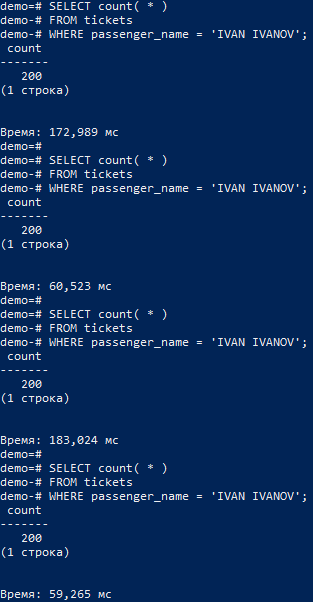 demo=# SELECT count( * )
demo-# FROM tickets
demo-# WHERE passenger_name = 'IVAN IVANOV';
count
-------
200
(1 строка)
Время: 172,989 мс
demo=#
demo=# SELECT count( * )
demo-# FROM tickets
demo-# WHERE passenger_name = 'IVAN IVANOV';
count
-------
200
(1 строка)
Время: 60,523 мс
demo=#
demo=# SELECT count( * )
demo-# FROM tickets
demo-# WHERE passenger_name = 'IVAN IVANOV';
count
-------
200
(1 строка)
Время: 183,024 мс
demo=#
demo=# SELECT count( * )
demo-# FROM tickets
demo-# WHERE passenger_name = 'IVAN IVANOV';
count
-------
200
(1 строка)
Время: 59,265 мс